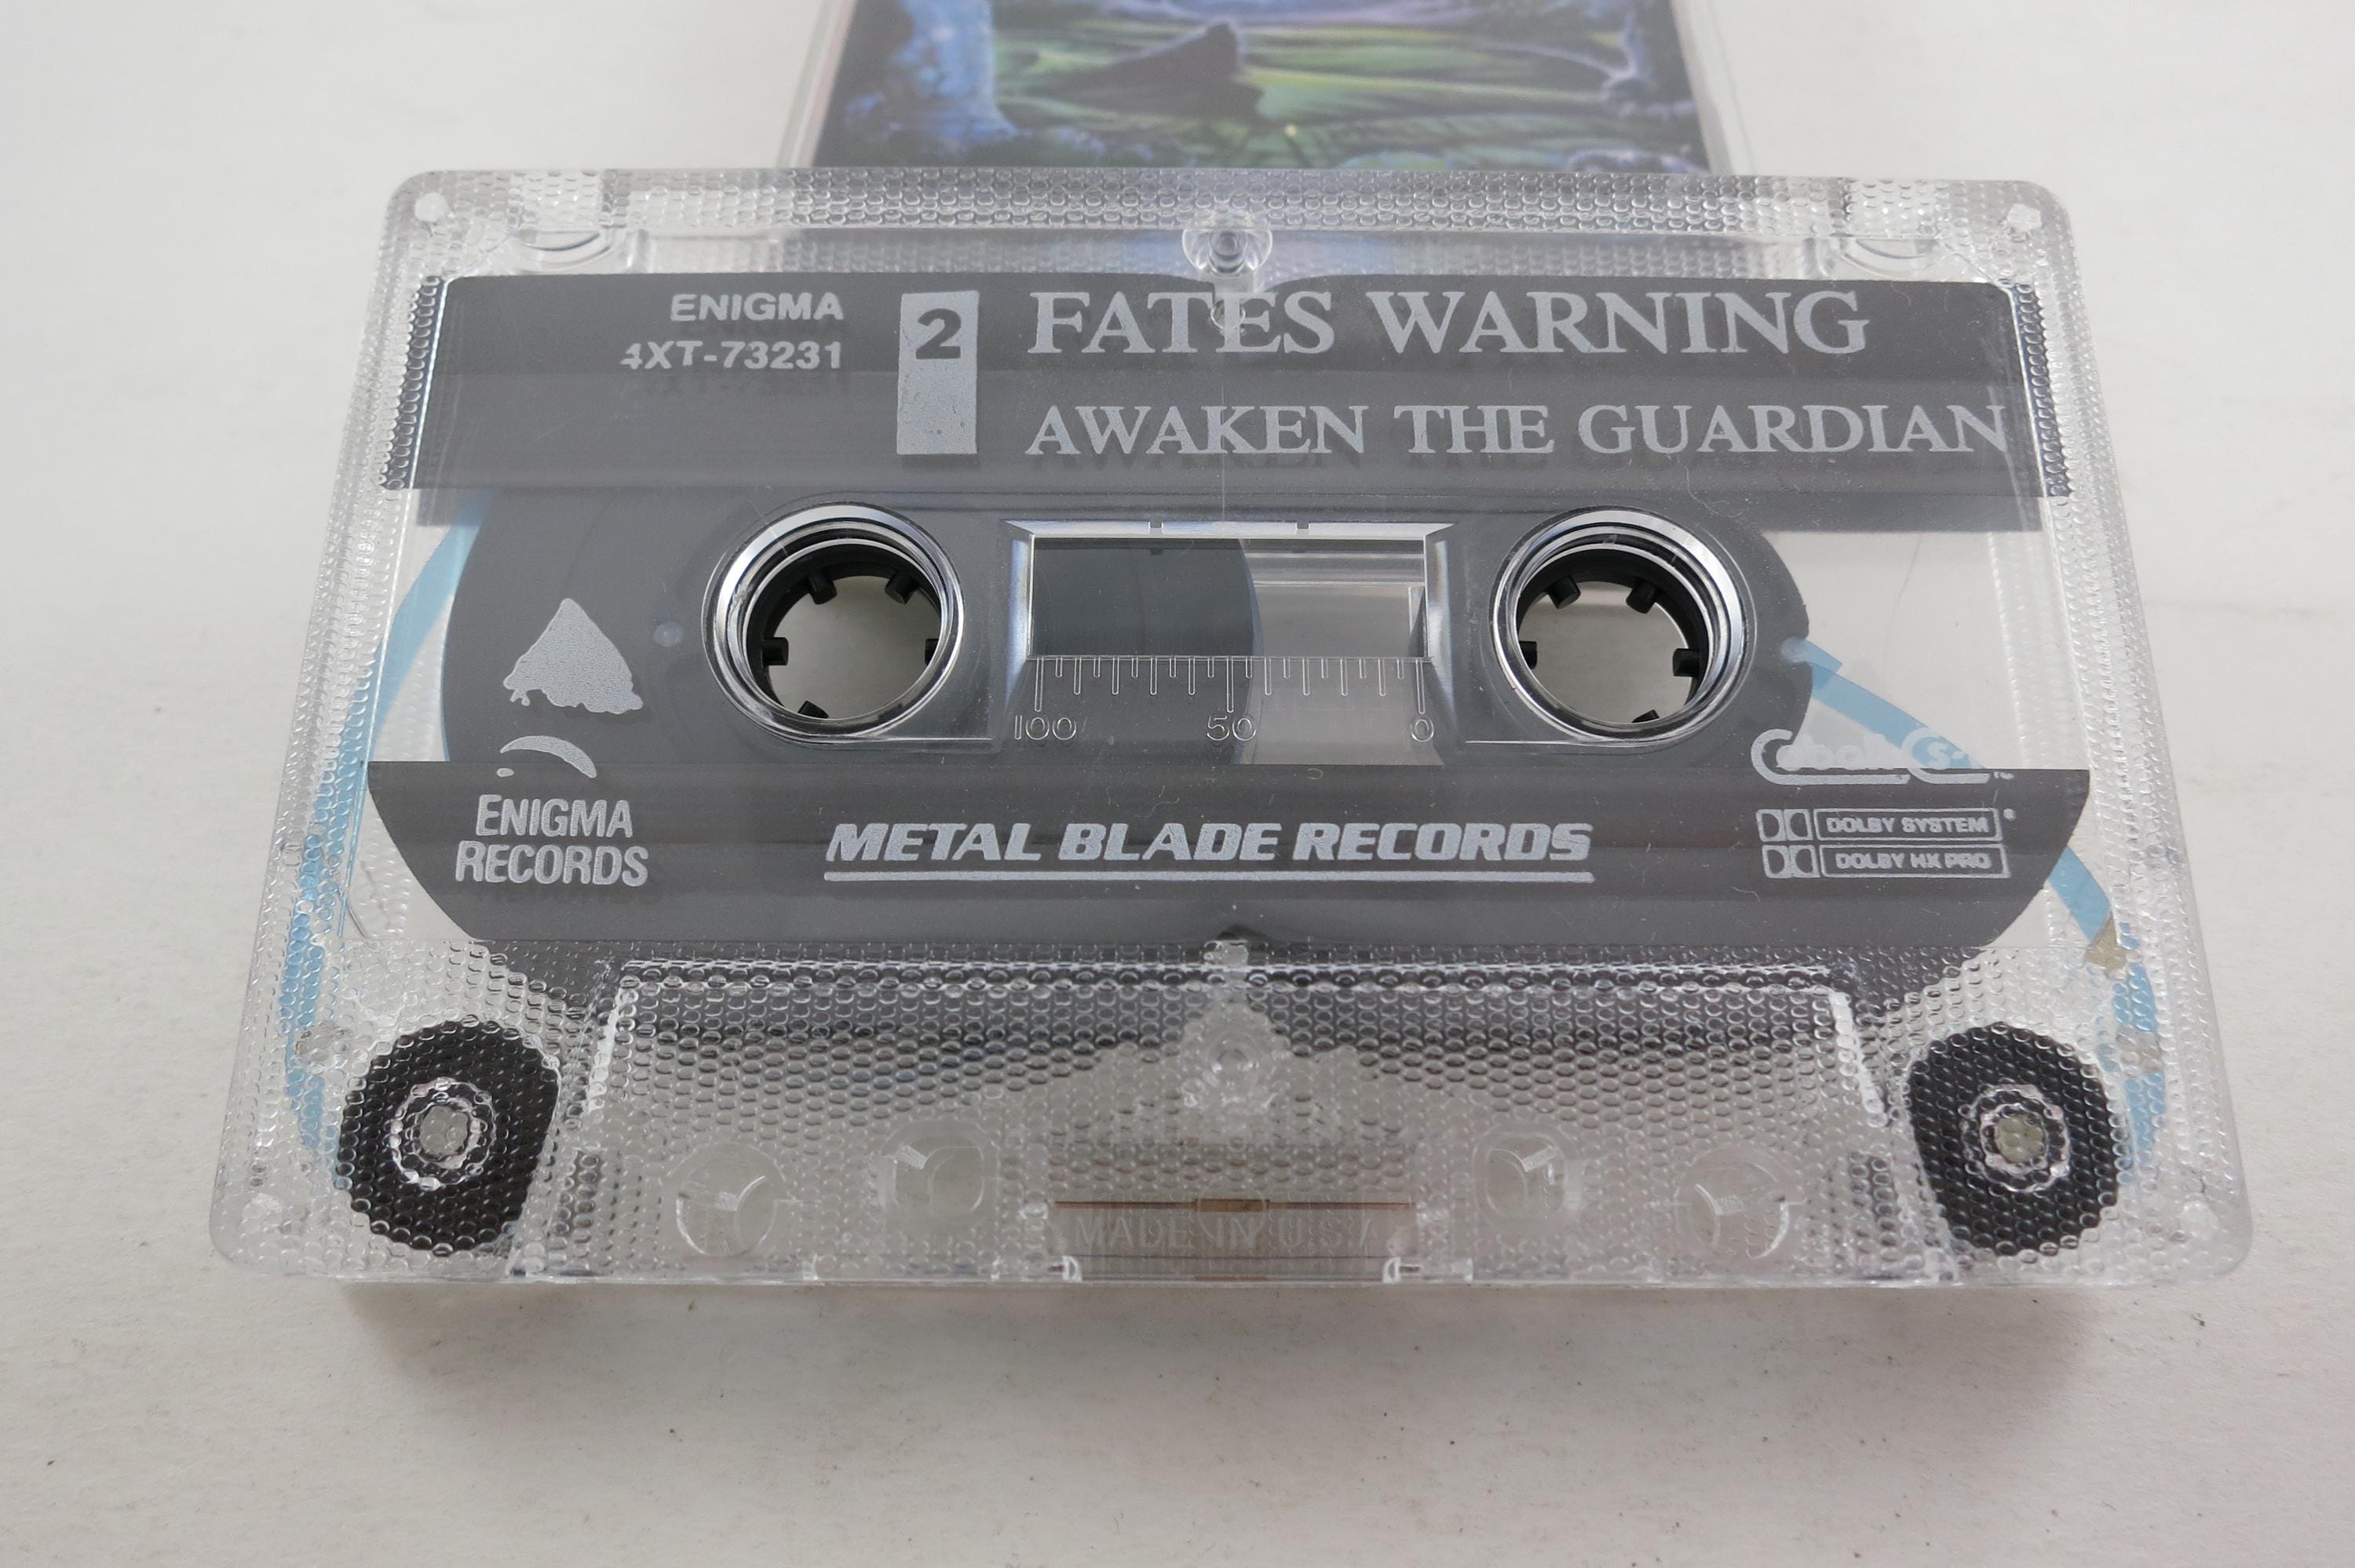 ENIGMA
4XT-73231
2
FATES WARNING
AWAKEN THE GUARDIAN
100 50 0
ENIGMA
RECORDS
METAL BLADE RECORDS
DOLBY SYSTEM
DOLBY HX PRO
MADE IN U.S.A.